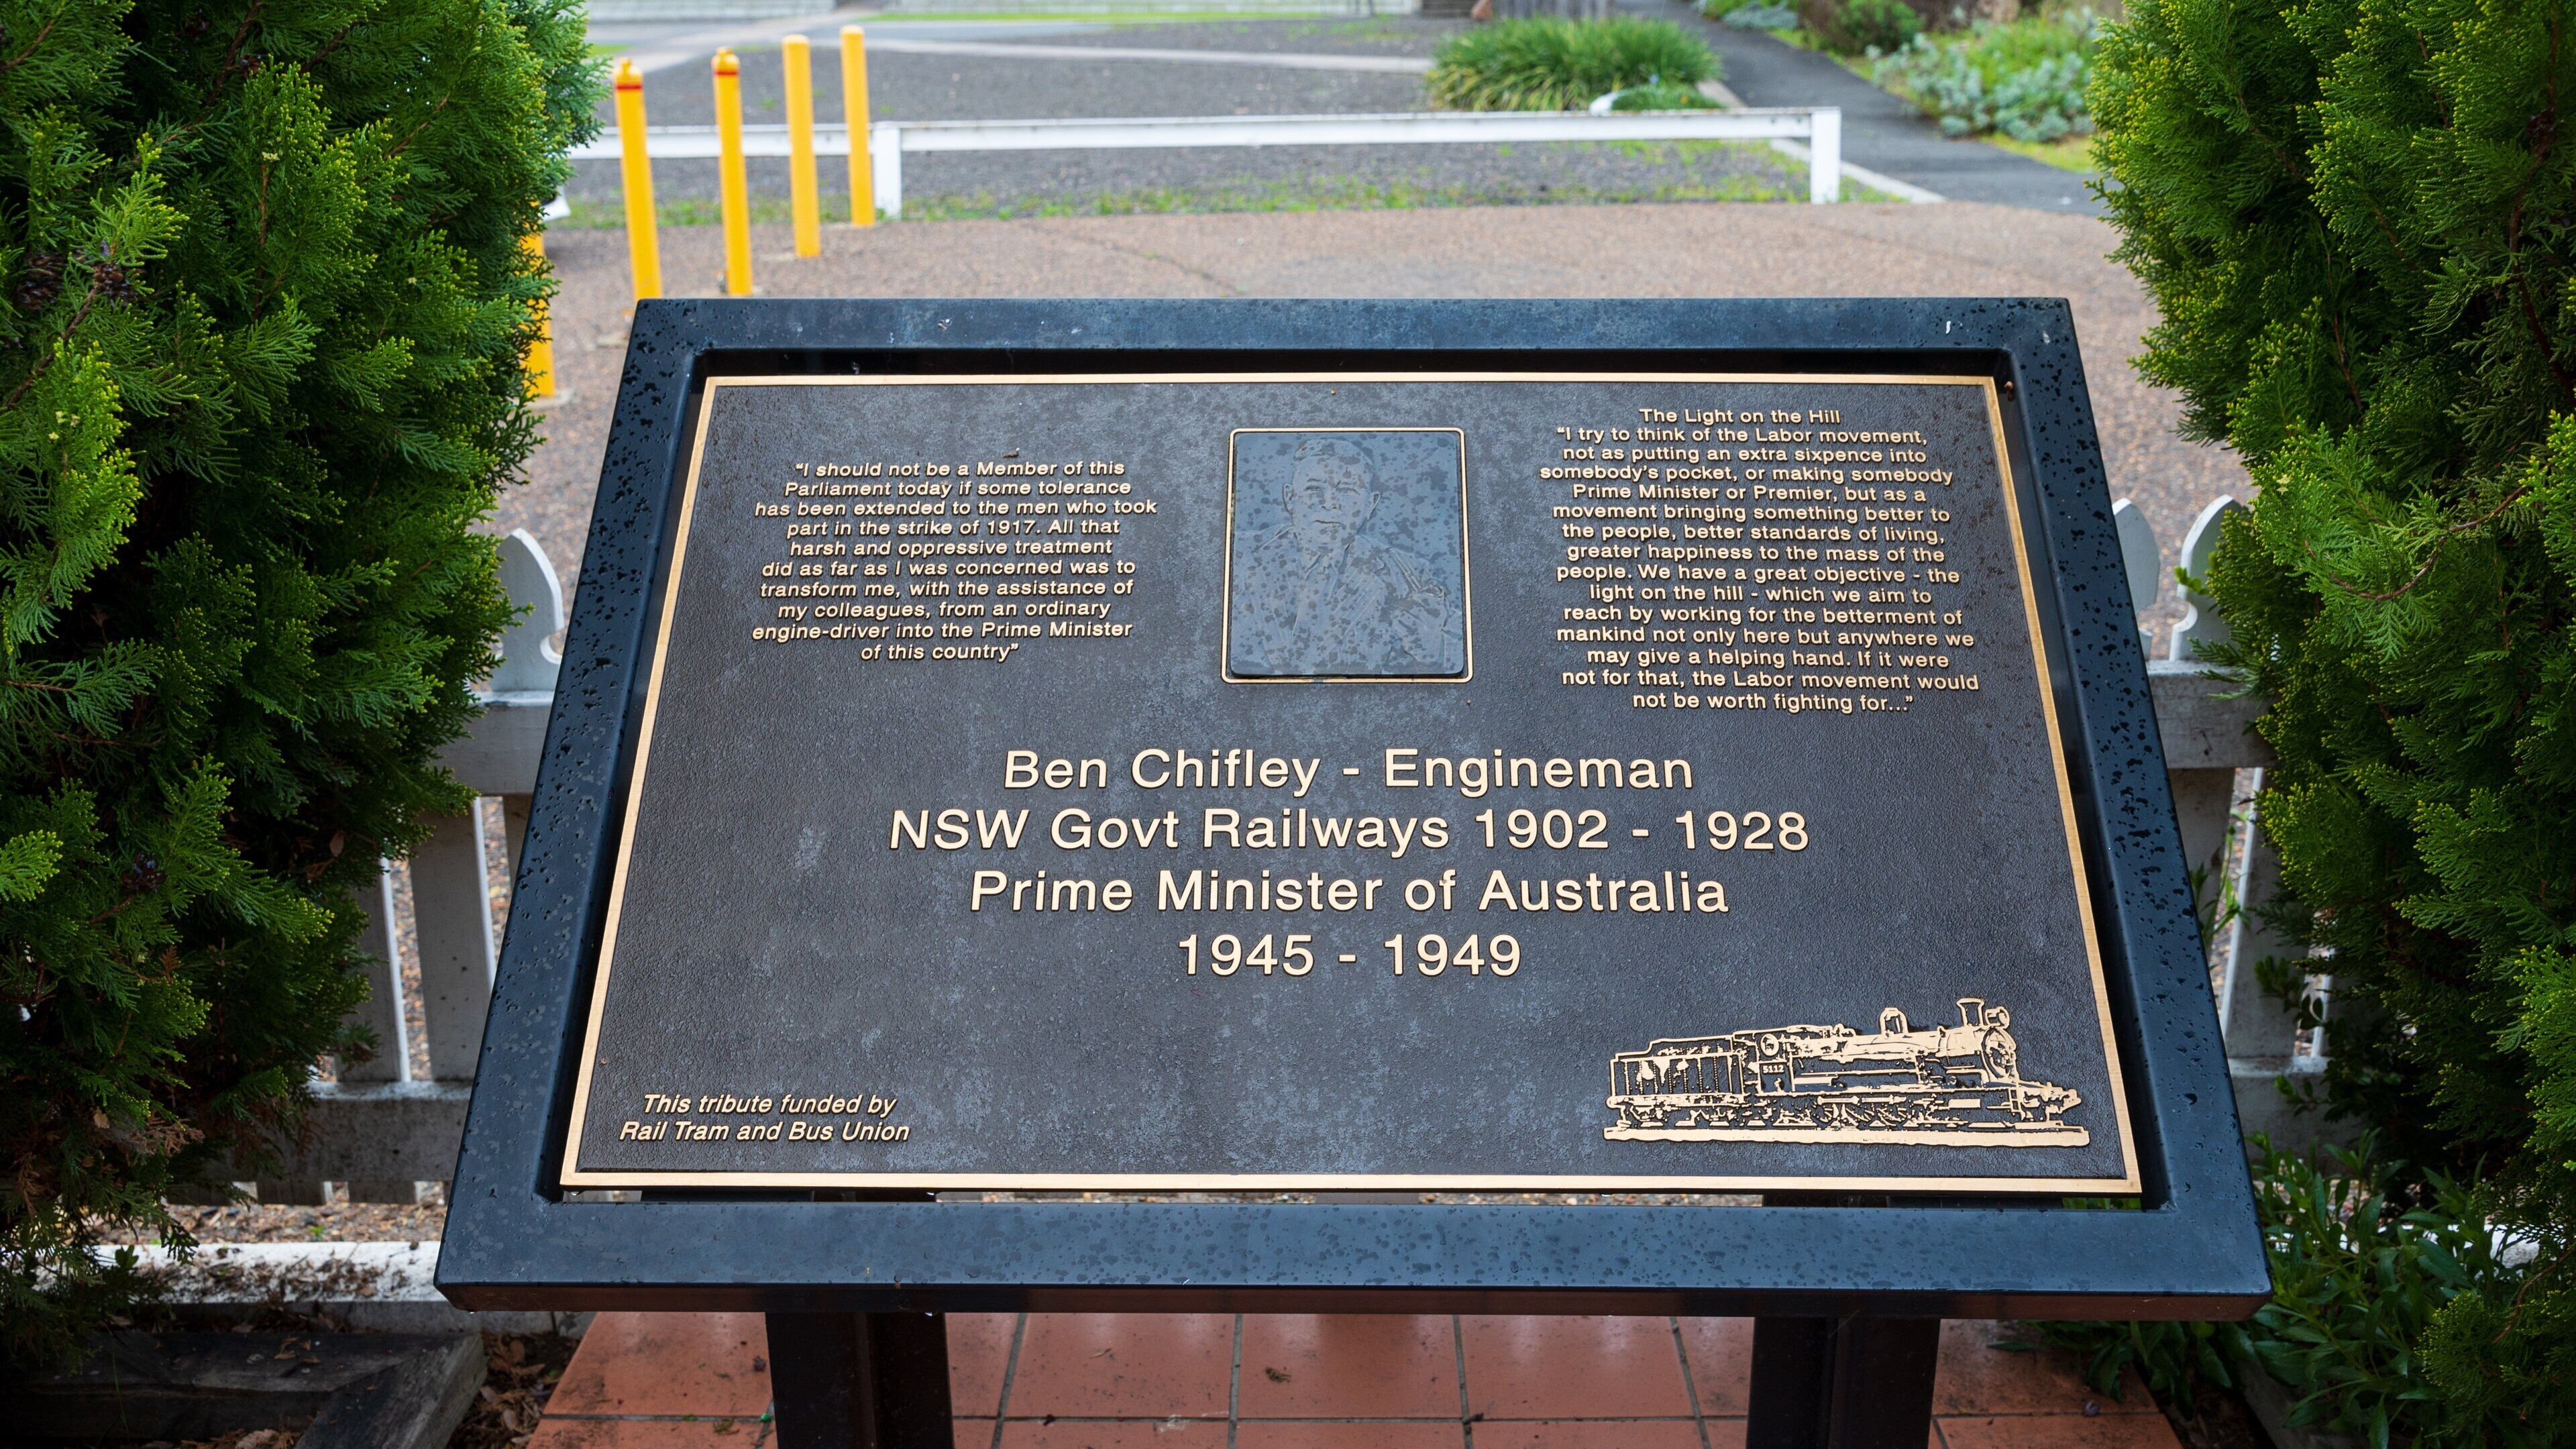 "I should not be a Member of this
Parliament today if some tolerance
has been extended to the men who took
part in the strike of 1917. All that
harsh and oppressive treatment
did as far as I was concerned was to
transform me, with the assistance of
my colleagues, from an ordinary
engine-driver into the Prime Minister
of this country"
The Light on the Hill
"I try to think of the Labor movement,
not as putting an extra sixpence into
somebody's pocket, or making somebody
Prime Minister or Premier, but as a
movement bringing something better to
the people, better standards of living,
greater happiness to the mass of the
people. We have a great objective - the
light on the hill - which we aim to
reach by working for the betterment of
mankind not only here but anywhere we
may give a helping hand. If it were
not for that, the Labor movement would
not be worth fighting for..."
Ben Chifley - Engineman
NSW Govt Railways 1902 - 1928
Prime Minister of Australia
1945 - 1949
5112
This tribute funded by
Rail Tram and Bus Union